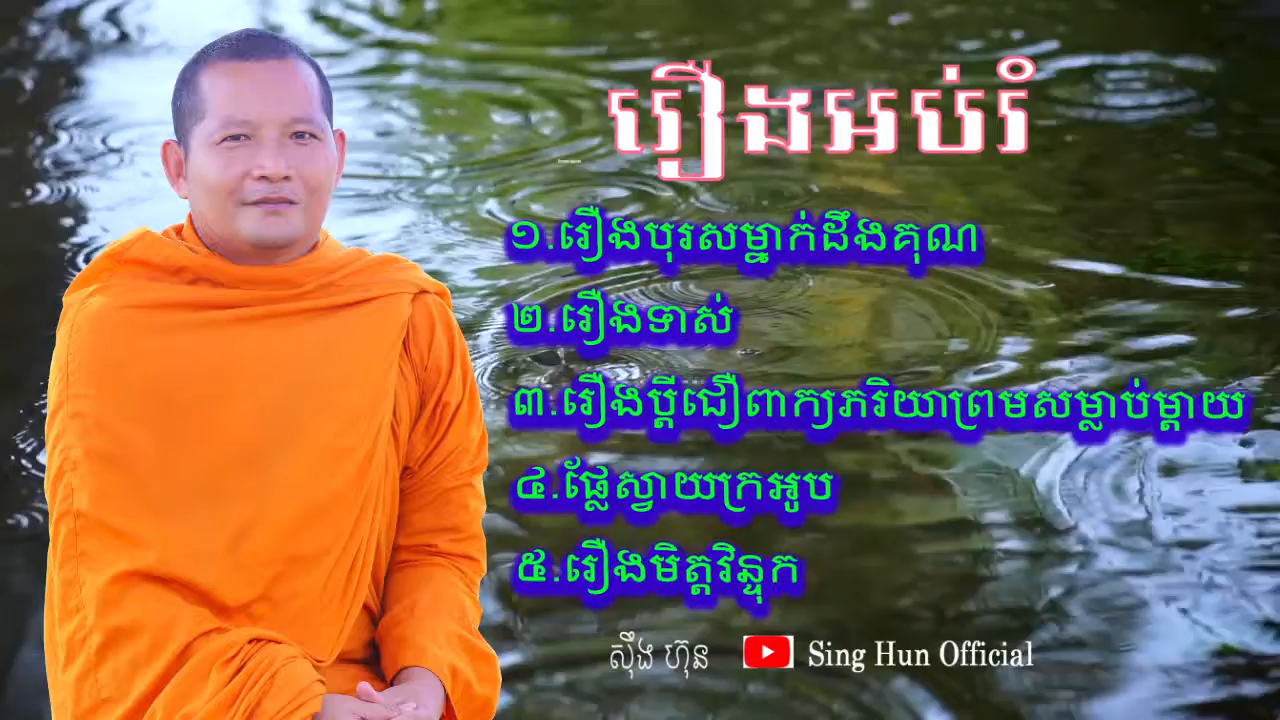 រឿងអប់រំ
១.រឿងបុរសម្នាក់ដឹងគុណ
២.រឿងទាស់
៣.រឿងប្តីជឿពាក្យភរិយាព្រមសម្លាប់ម្តាយ
៤.ផ្លែស្វាយក្រអូប
៥.រឿងមិត្តវិន្ទុក
ស៊ឹង ហ៊ុន Sing Hun Official